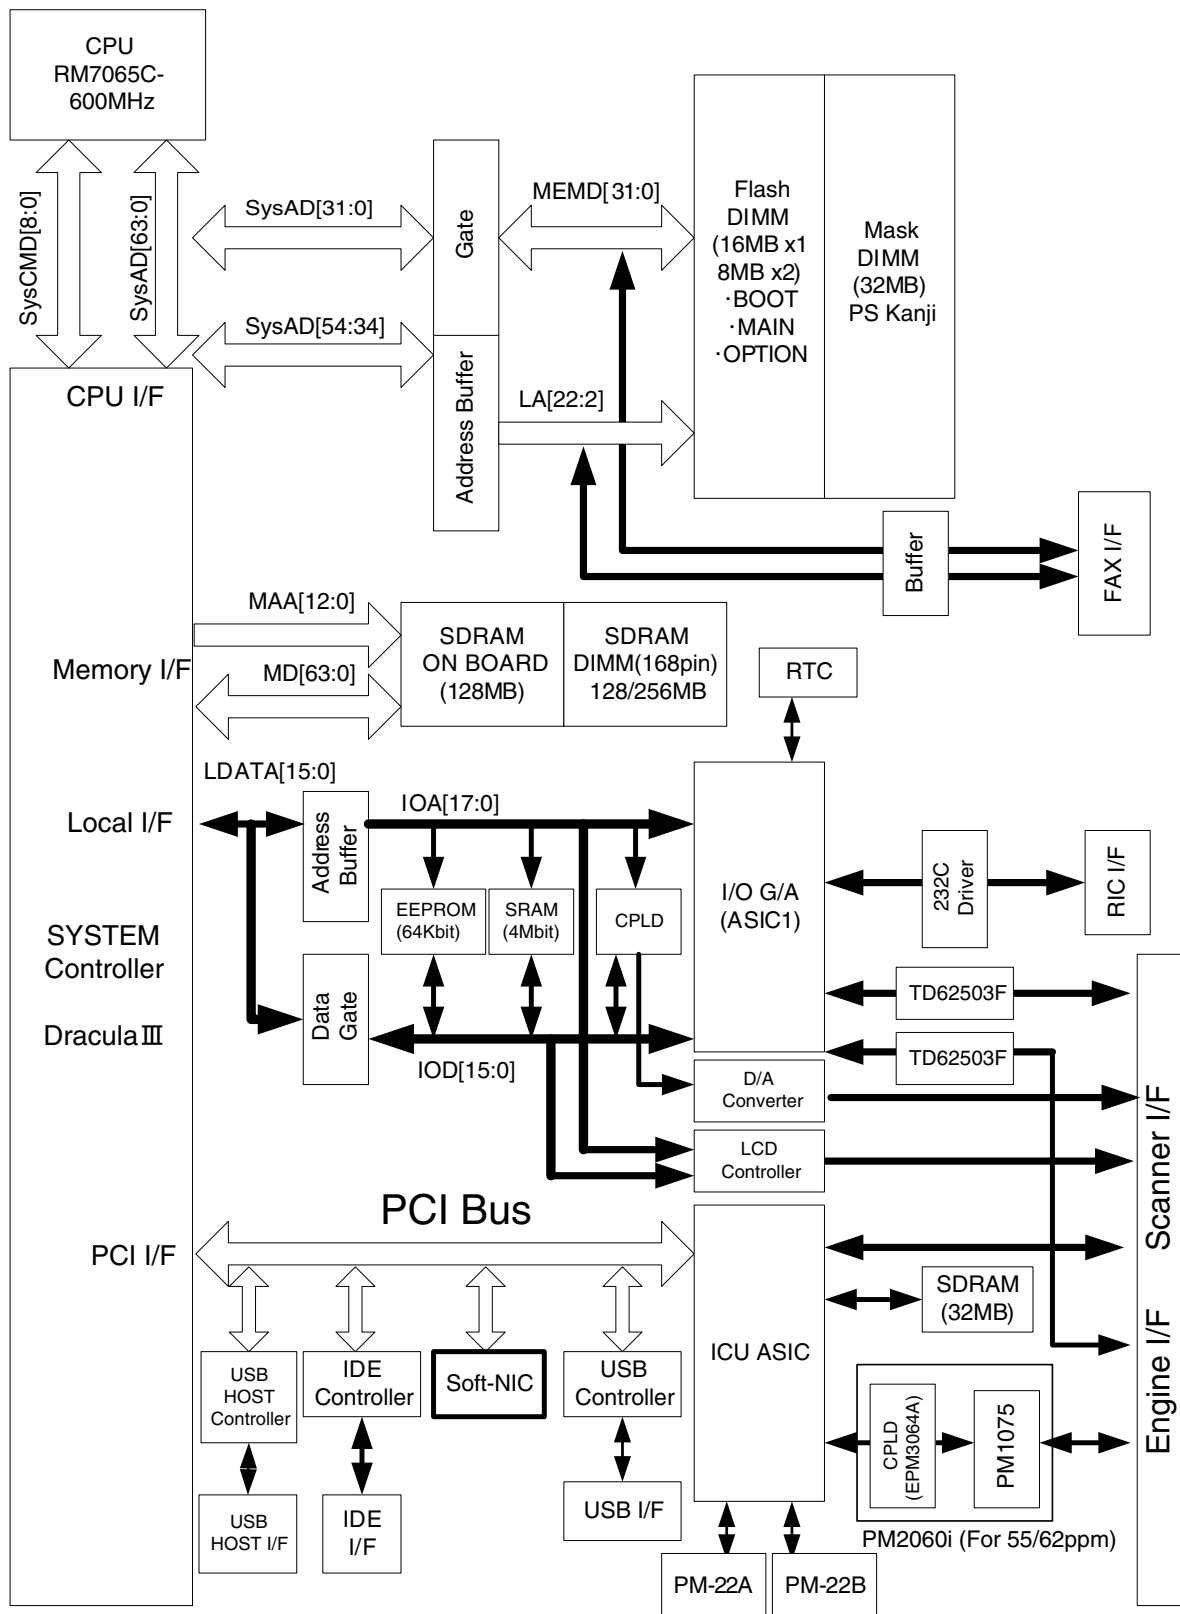 CPU
RM7065C-
600MHz
SysCMD[8:0]
SysAD[63:0]
SysAD[31:0]
Gate
MEMD[31:0]
Flash
DIMM
(16MB x1
8MB x2)
·BOOT
·MAIN
·OPTION
Mask
DIMM
(32MB)
PS Kanji
SysAD[54:34]
Address Buffer
LA[22:2]
CPU I/F
Buffer
FAX I/F
MAA[12:0]
Memory I/F
MD[63:0]
SDRAM
ON BOARD
(128MB)
SDRAM
DIMM(168pin)
128/256MB
RTC
LDATA[15:0]
Local I/F
Address
Buffer
IOA[17:0]
EEPROM
(64Kbit)
SRAM
(4Mbit)
CPLD
I/O G/A
(ASIC1)
232C
Driver
RIC I/F
SYSTEM
Controller
Dracula III
Data
Gate
IOD[15:0]
TD62503F
TD62503F
D/A
Converter
LCD
Controller
Scanner I/F
PCI Bus
PCI I/F
ICU ASIC
SDRAM
(32MB)
Engine I/F
USB
HOST
Controller
IDE
Controller
Soft-NIC
USB
Controller
CPLD
(EPM3064A)
PM1075
USB
HOST I/F
IDE
I/F
USB I/F
PM2060i (For 55/62ppm)
PM-22A
PM-22B